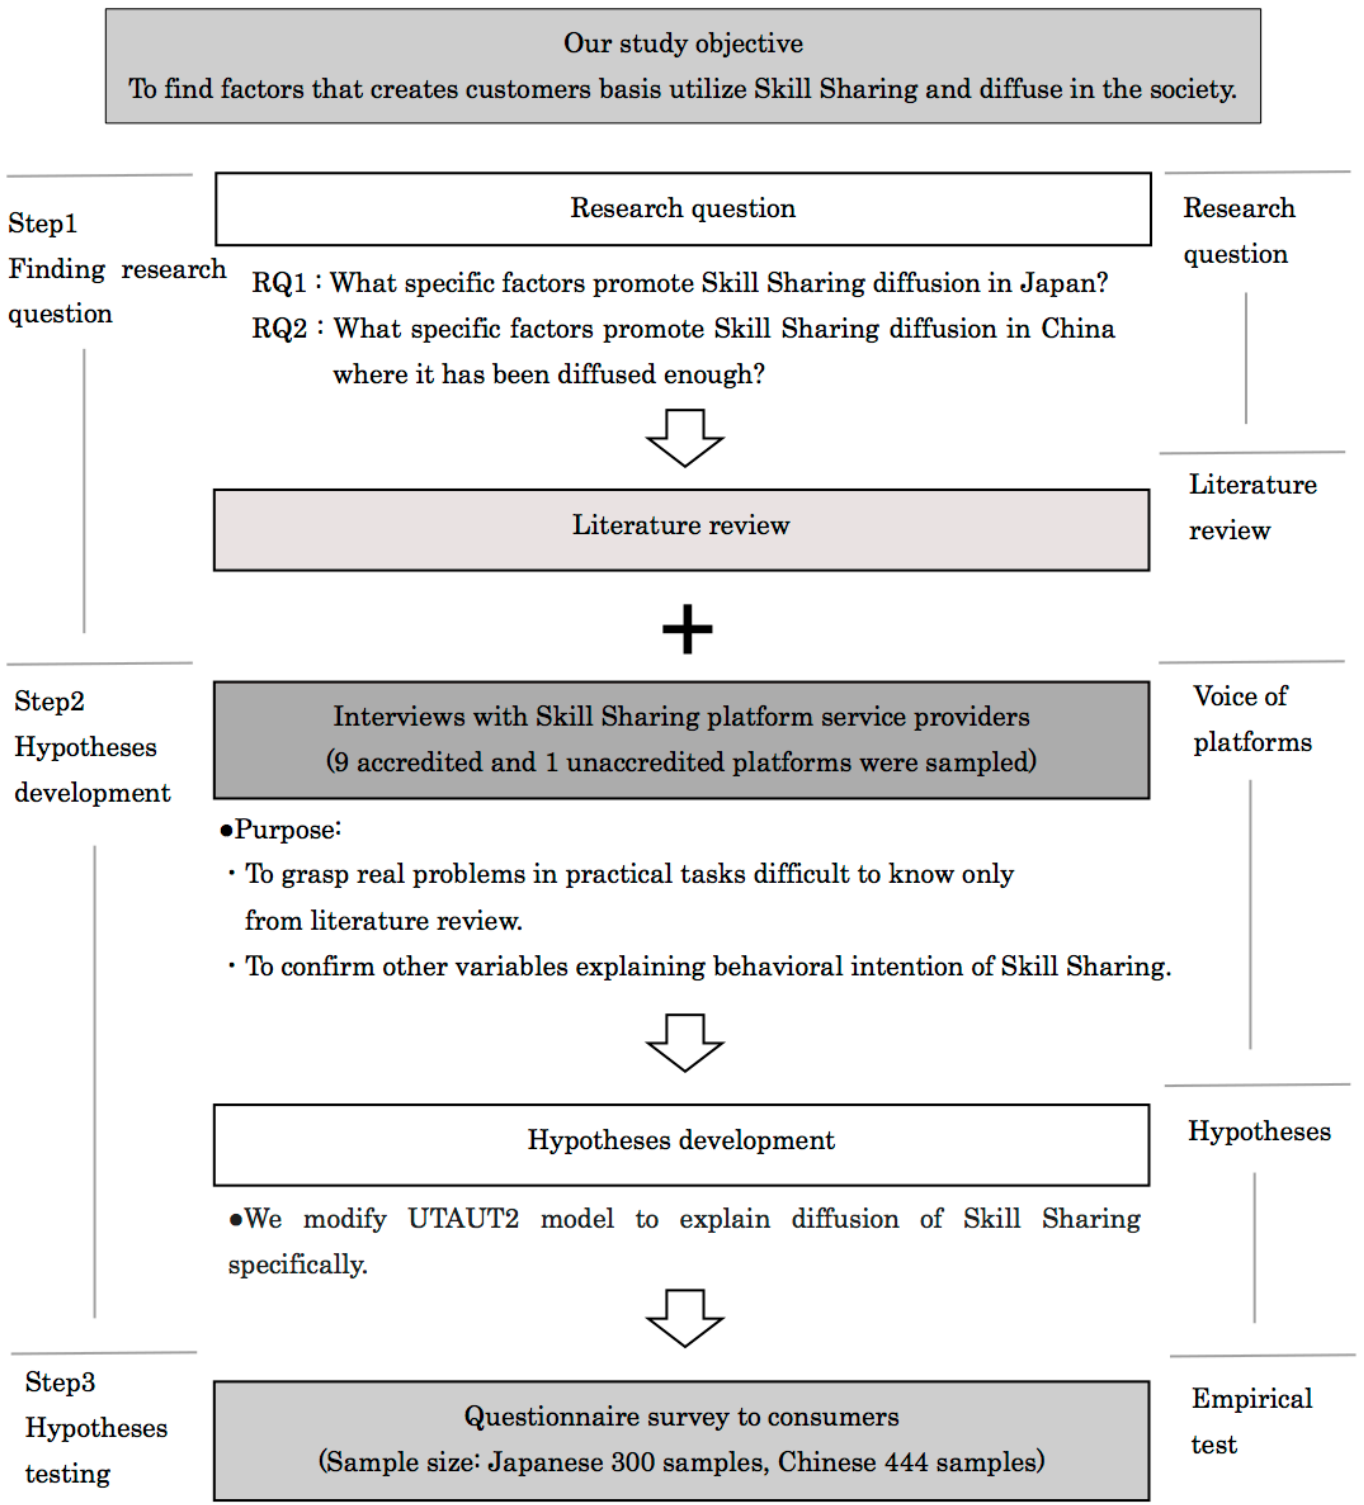 Our study objective
To find factors that creates customers basis utilize Skill Sharing and diffuse in the society.
Step1
Finding research
question
Research question
RQ1：What specific factors promote Skill Sharing diffusion in Japan?
RQ2：What specific factors promote Skill Sharing diffusion in China
where it has been diffused enough?
Research
question
Literature review
Literature
review
Step2
Hypotheses
development
Interviews with Skill Sharing platform service providers
(9 accredited and 1 unaccredited platforms were sampled)
Voice of
platforms
●Purpose:
・To grasp real problems in practical tasks difficult to know only
from literature review.
・To confirm other variables explaining behavioral intention of Skill Sharing.
Hypotheses development
Hypotheses
●We modify UTAUT2 model to explain diffusion of Skill Sharing
specifically.
Step3
Hypotheses
testing
Questionnaire survey to consumers
(Sample size: Japanese 300 samples, Chinese 444 samples)
Empirical
test